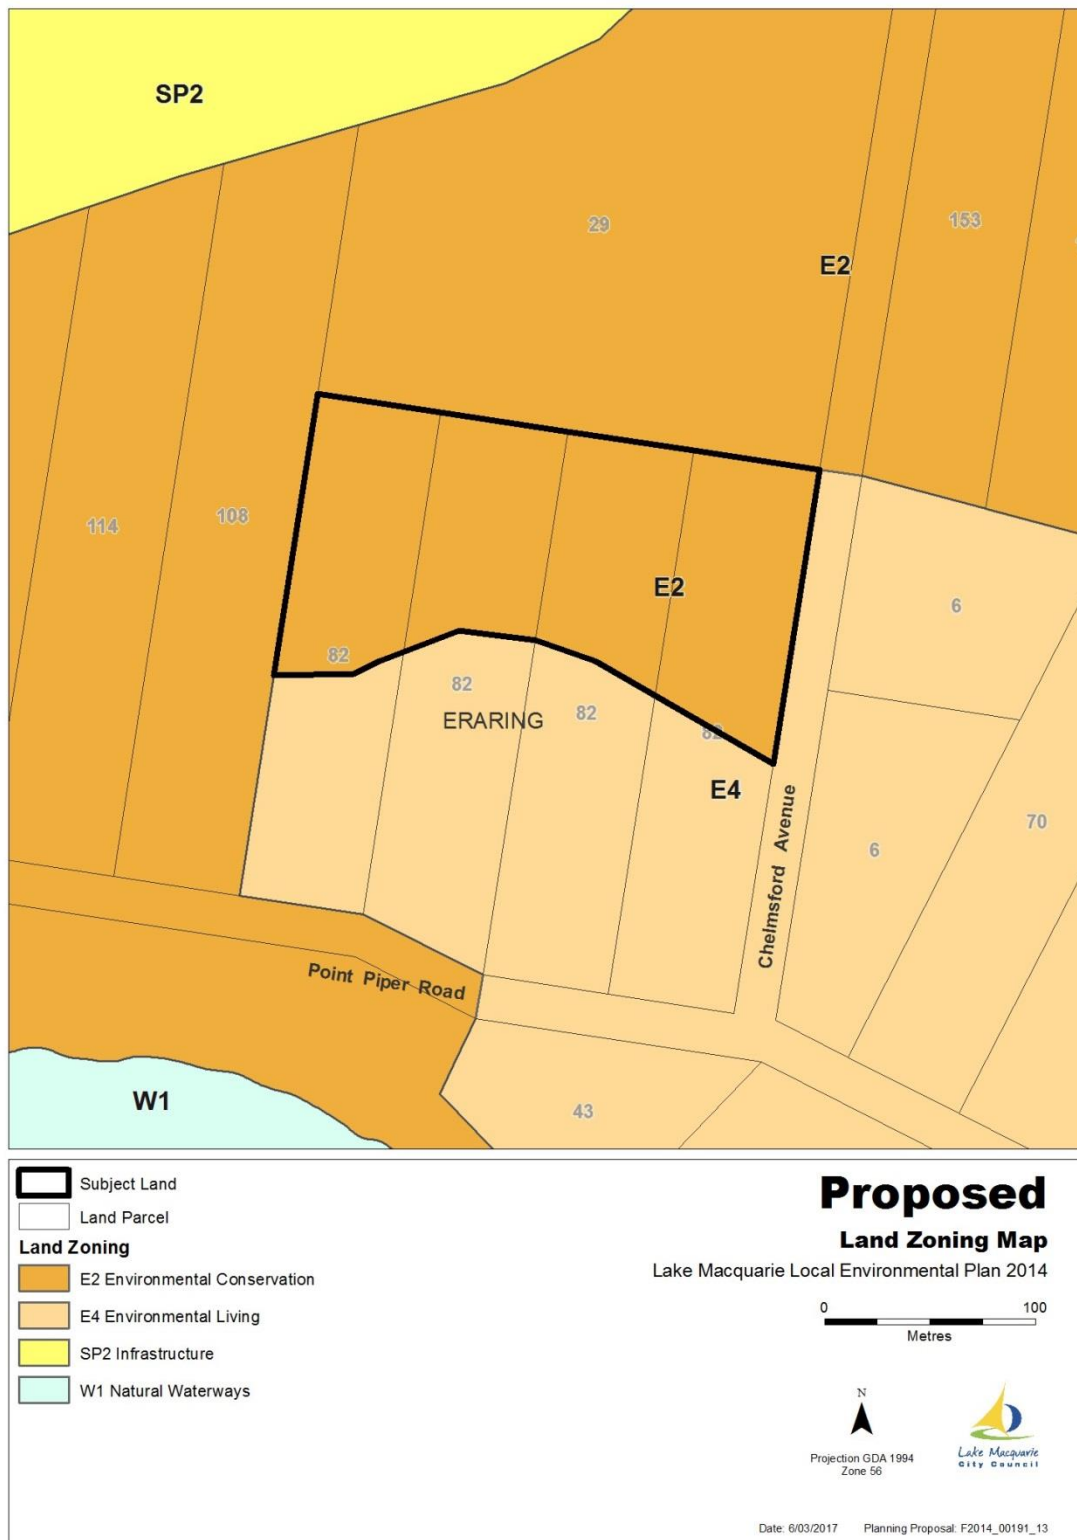 SP2
29
153
E2
114
108
E2
6
82
82
82
82
ERARING
E4
Chelmsford Avenue
6
70
Point Piper Road
W1
43
Subject Land
Land Parcel
Land Zoning
E2 Environmental Conservation
E4 Environmental Living
SP2 Infrastructure
W1 Natural Waterways
Proposed
Land Zoning Map
Lake Macquarie Local Environmental Plan 2014
0 100
Metres
N
Projection GDA 1994
Zone 56
Lake Macquarie
City Council
Date: 6/03/2017 Planning Proposal: F2014_00191_13